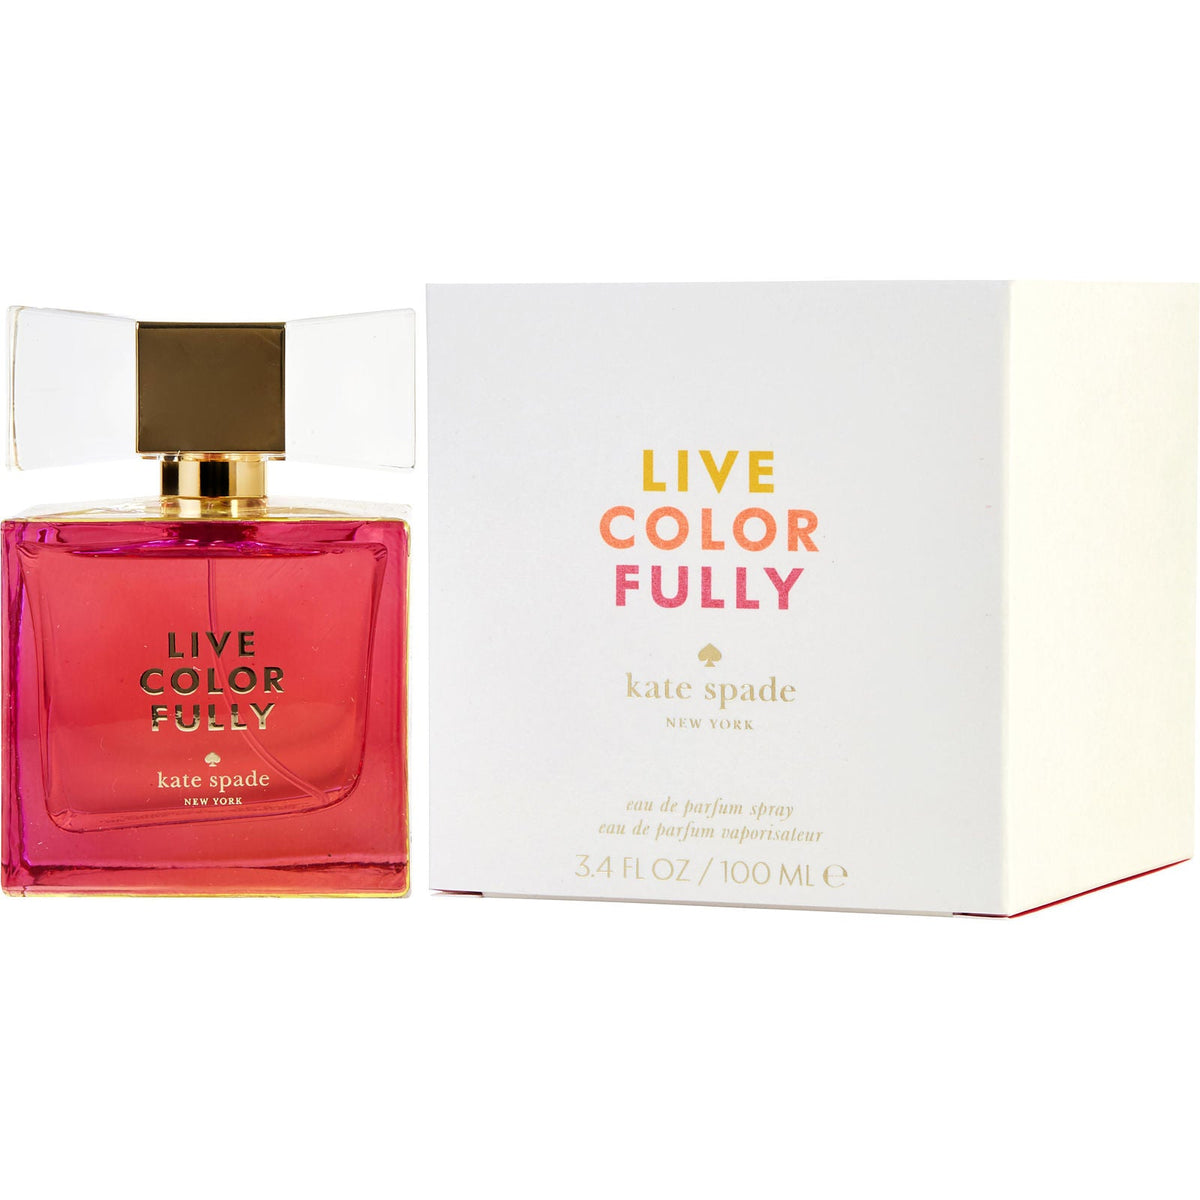 LIVE
COLOR
FULLY
kate spade
NEW YORK
LIVE
COLOR
FULLY
kate spade
NEW YORK
eau de parfum spray
eau de parfum vaporisateur
3.4 FL OZ / 100 ML ℮